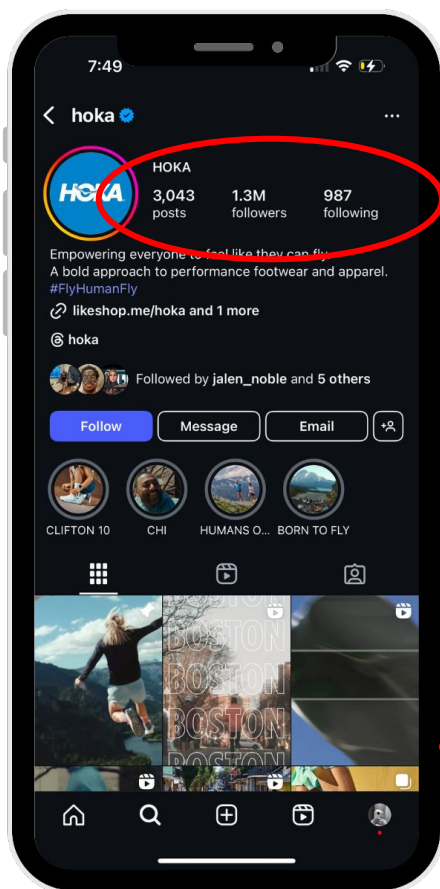 7:49
hoka
HOKA
HOKA
3,043 1.3M 987
posts followers following
Empowering everyone to feel like they can fly
A bold approach to performance footwear and apparel.
#FlyHumanFly
likeshop.me/hoka and 1 more
hoka
Followed by jalen_noble and 5 others
Follow Message Email
CLIFTON 10 CHI HUMANS O... BORN TO FLY
BOSTON
BOSTON
BOSTON
BOSTON
BOSTON